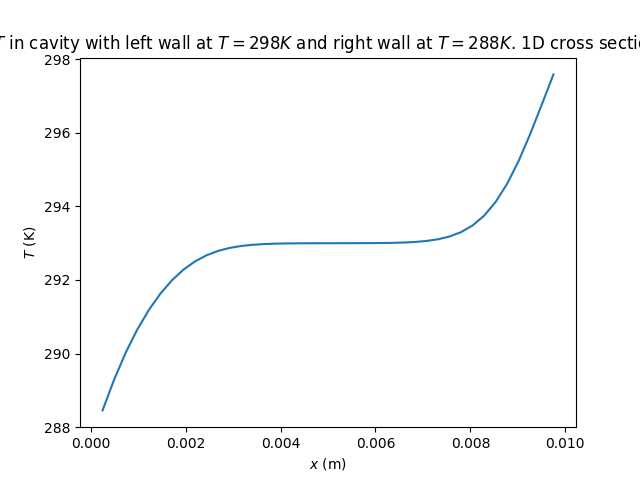 T in cavity with left wall at T = 298K and right wall at T = 288K. 1D cross sectio
298
296
294
292
290
288
T (K)
0.000 0.002 0.004 0.006 0.008 0.010
x (m)